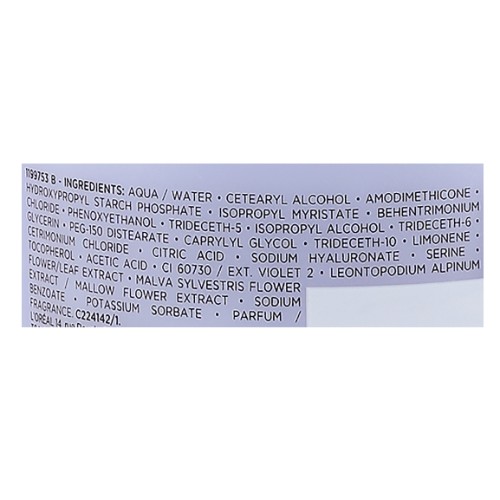 1199753 B - INGREDIENTS: AQUA / WATER • CETEARYL ALCOHOL • AMODIMETHICONE •
HYDROXYPROPYL STARCH PHOSPHATE • ISOPROPYL MYRISTATE • BEHENTRIMONIUM
CHLORIDE • PHENOXYETHANOL • TRIDECETH-5 • ISOPROPYL ALCOHOL • TRIDECETH-6 •
GLYCERIN • PEG-150 DISTEARATE • CAPRYLYL GLYCOL • TRIDECETH-10 • LIMONENE •
CETRIMONIUM CHLORIDE • CITRIC ACID • SODIUM HYALURONATE • SERINE •
TOCOPHEROL • ACETIC ACID • CI 60730 / EXT. VIOLET 2 • LEONTOPODIUM ALPINUM
FLOWER/LEAF EXTRACT • MALVA SYLVESTRIS FLOWER
EXTRACT / MALLOW FLOWER EXTRACT • SODIUM
BENZOATE • POTASSIUM SORBATE • PARFUM /
FRAGRANCE. C224142/1.
L'ORÉAL 14,